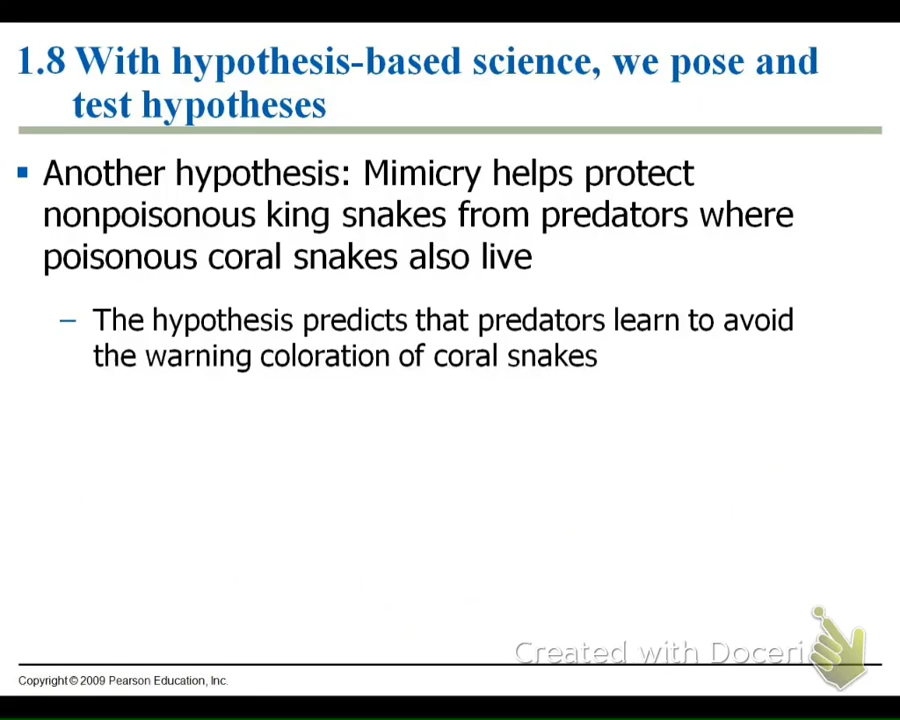 1.8 With hypothesis-based science, we pose and
test hypotheses
Another hypothesis: Mimicry helps protect
nonpoisonous king snakes from predators where
poisonous coral snakes also live
– The hypothesis predicts that predators learn to avoid
the warning coloration of coral snakes
Created with Doceri
Copyright © 2009 Pearson Education, Inc.